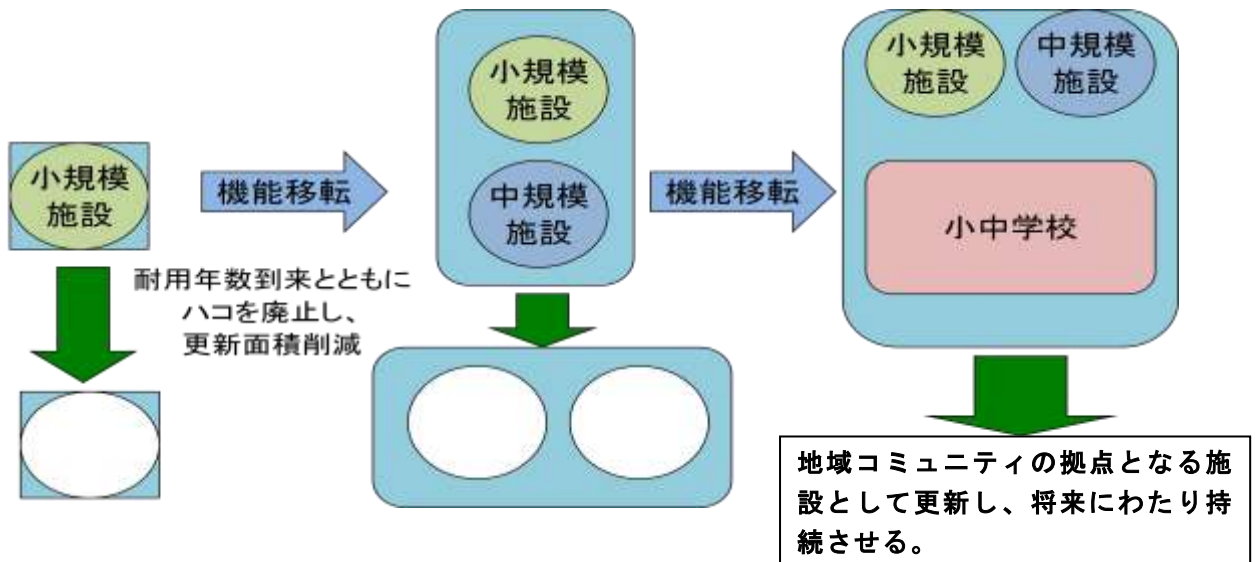 小規模
施設
機能移転
耐用年数到来とともに
ハコを廃止し、
更新面積削減
小規模
施設
中規模
施設
機能移転
小規模
施設
中規模
施設
小中学校
地域コミュニティの拠点となる施
設として更新し、将来にわたり持
続させる。